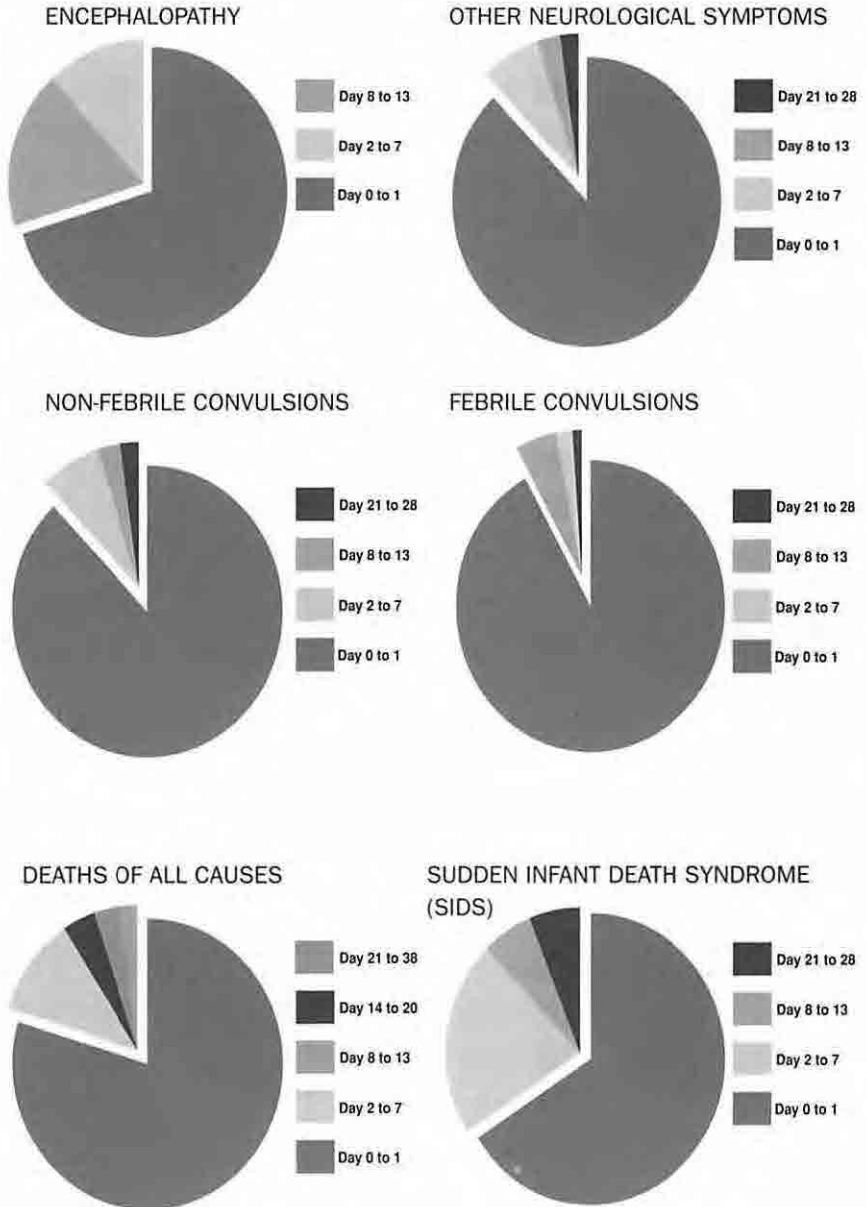 ENCEPHALOPATHY
Day 8 to 13
Day 2 to 7
Day 0 to 1
OTHER NEUROLOGICAL SYMPTOMS
Day 21 to 28
Day 8 to 13
Day 2 to 7
Day 0 to 1
NON-FEBRILE CONVULSIONS
Day 21 to 28
Day 8 to 13
Day 2 to 7
Day 0 to 1
FEBRILE CONVULSIONS
Day 21 to 28
Day 8 to 13
Day 2 to 7
Day 0 to 1
DEATHS OF ALL CAUSES
Day 21 to 38
Day 14 to 20
Day 8 to 13
Day 2 to 7
Day 0 to 1
SUDDEN INFANT DEATH SYNDROME
(SIDS)
Day 21 to 28
Day 8 to 13
Day 2 to 7
Day 0 to 1